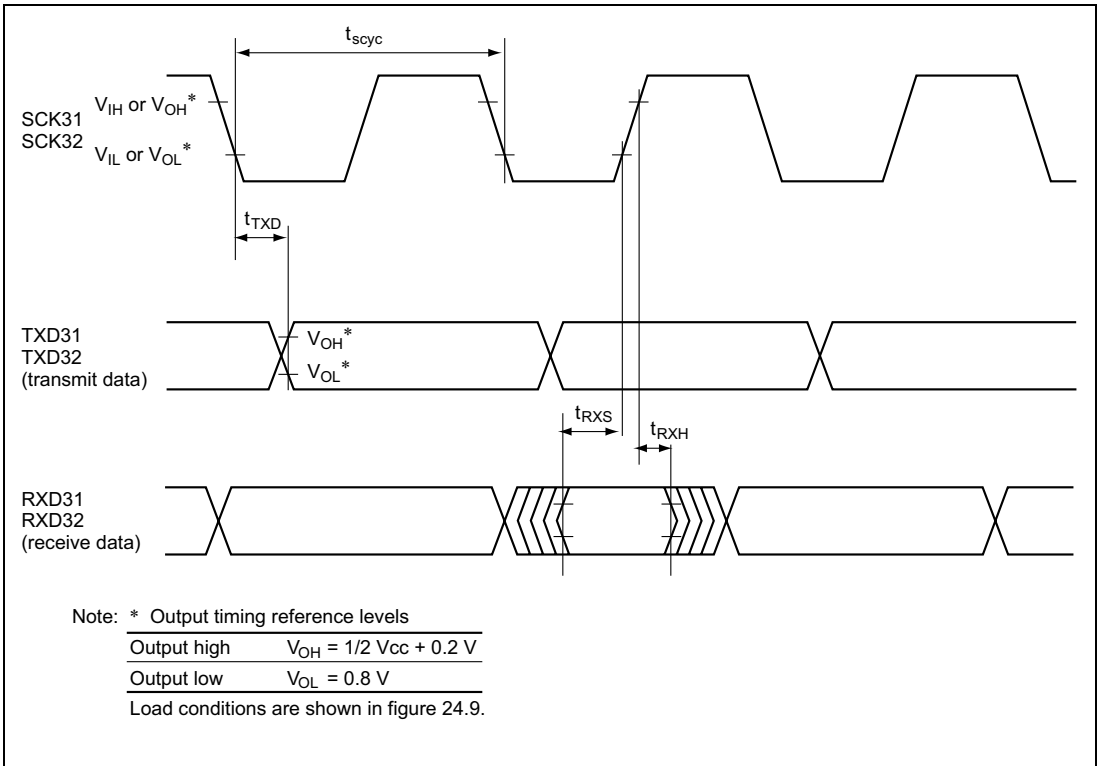 tscyc
SCK31
SCK32
VIH or VOH*
VIL or VOL*
tTXD
TXD31
TXD32
(transmit data)
VOH*
VOL*
tRXS
tRXH
RXD31
RXD32
(receive data)
Note: * Output timing reference levels
Output high VOH = 1/2 Vcc + 0.2 V
Output low VOL = 0.8 V
Load conditions are shown in figure 24.9.